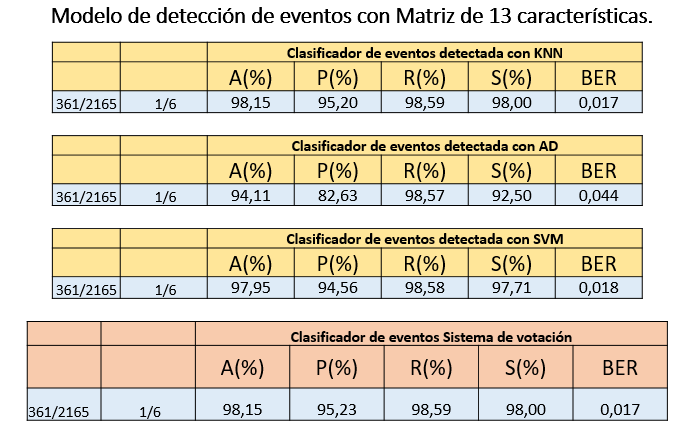 Modelo de detección de eventos con Matriz de 13 características.
Clasificador de eventos detectada con KNN
A(%) P(%) R(%) S(%) BER
361/2165 1/6 98,15 95,20 98,59 98,00 0,017
Clasificador de eventos detectada con AD
A(%) P(%) R(%) S(%) BER
361/2165 1/6 94,11 82,63 98,57 92,50 0,044
Clasificador de eventos detectada con SVM
A(%) P(%) R(%) S(%) BER
361/2165 1/6 97,95 94,56 98,58 97,71 0,018
Clasificador de eventos Sistema de votación
A(%) P(%) R(%) S(%) BER
361/2165 1/6 98,15 95,23 98,59 98,00 0,017